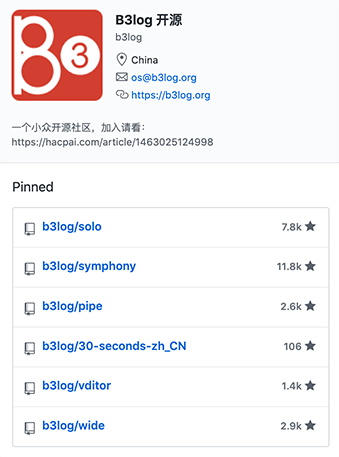 B3
B3log 开源
b3log
China
os@b3log.org
https://b3log.org
一个小众开源社区，加入请看：
https://hacpai.com/article/1463025124998
Pinned
b3log/solo 7.8k
b3log/symphony 11.8k
b3log/pipe 2.6k
b3log/30-seconds-zh_CN 106
b3log/vditor 1.4k
b3log/wide 2.9k